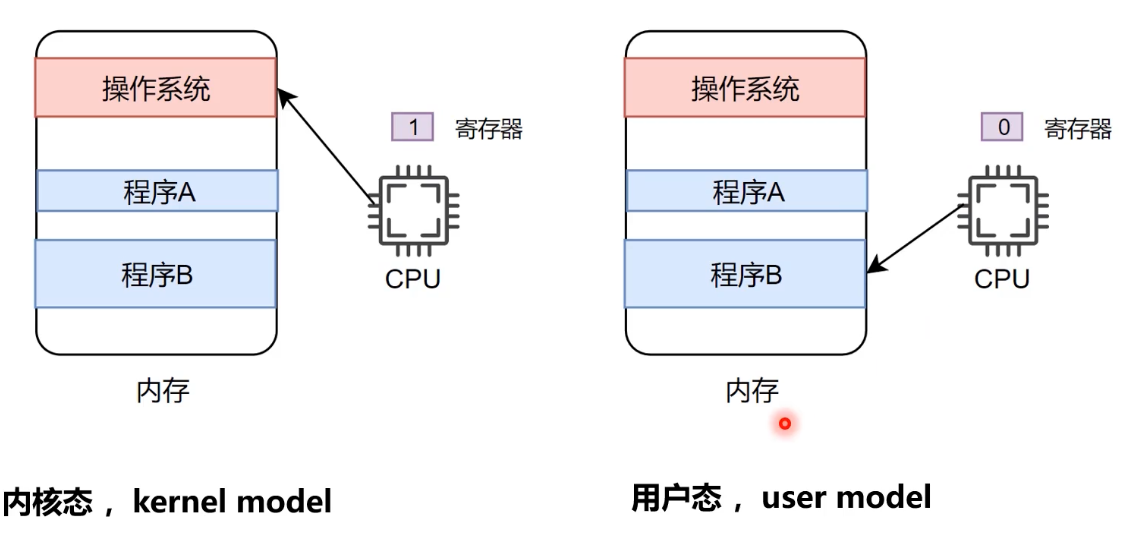 操作系统
1 寄存器
程序A
程序B
CPU
内存
内核态， kernel model
操作系统
0 寄存器
程序A
程序B
CPU
内存
用户态， user model